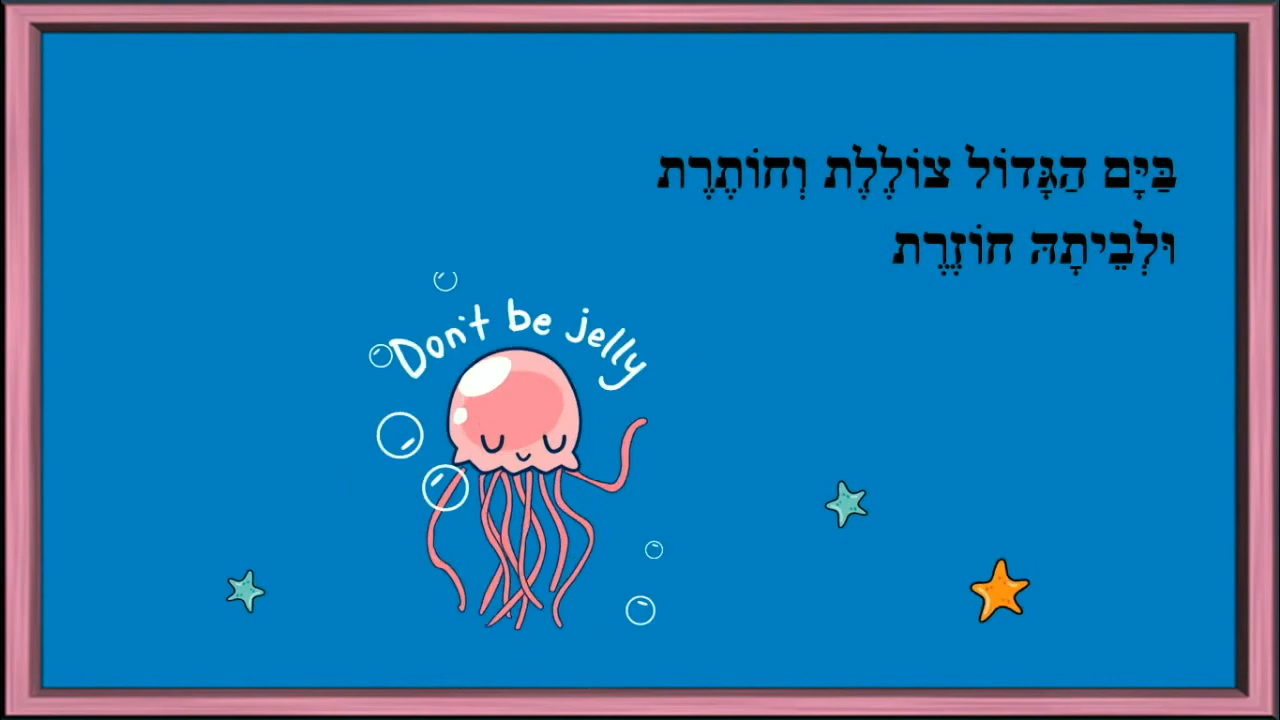 בַּיָּם הַגָּדוֹל צוֹלֶלֶת וְחוֹתֶרֶת
וּלְבֵיתָהּ חוֹזֶרֶת
Don't be jelly